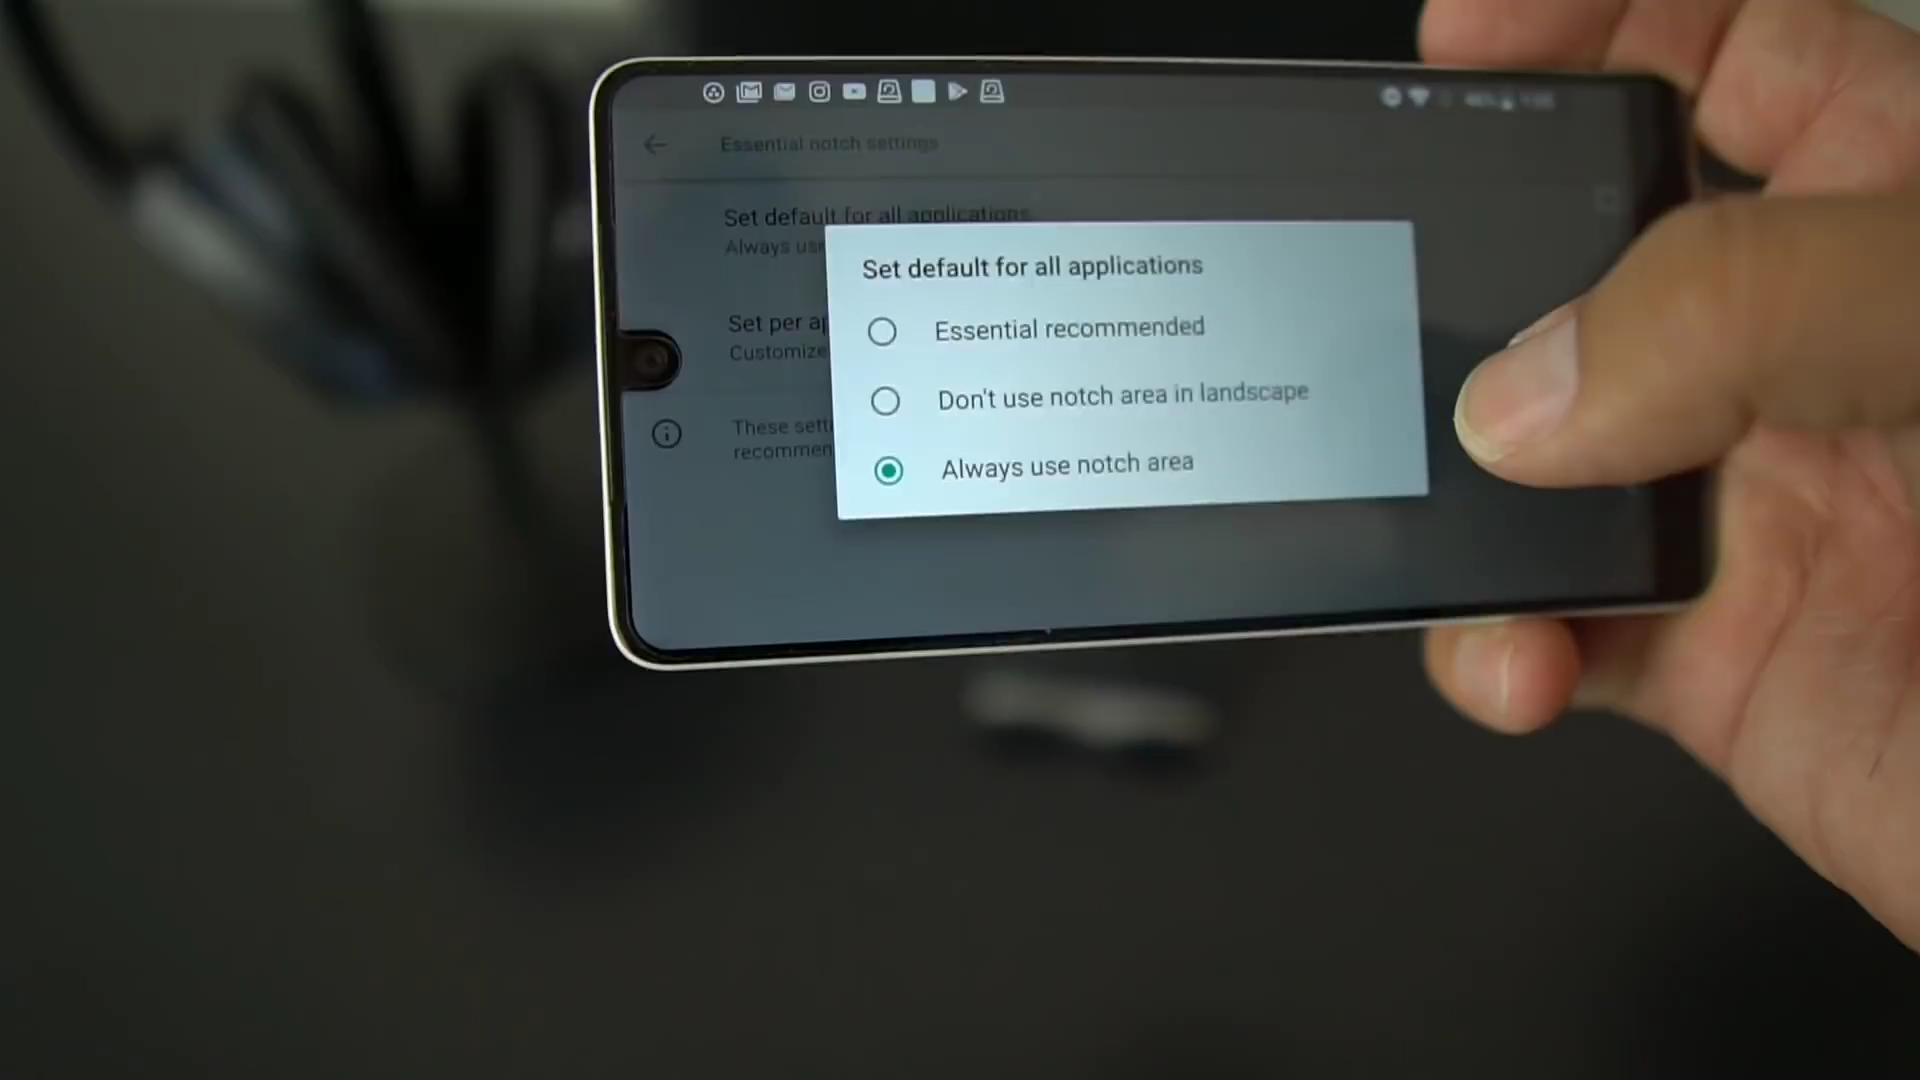 Essential notch settings
Set default for all applications
Always use
Set per ap
Customize
These sett
recommen
Set default for all applications
Essential recommended
Don't use notch area in landscape
Always use notch area